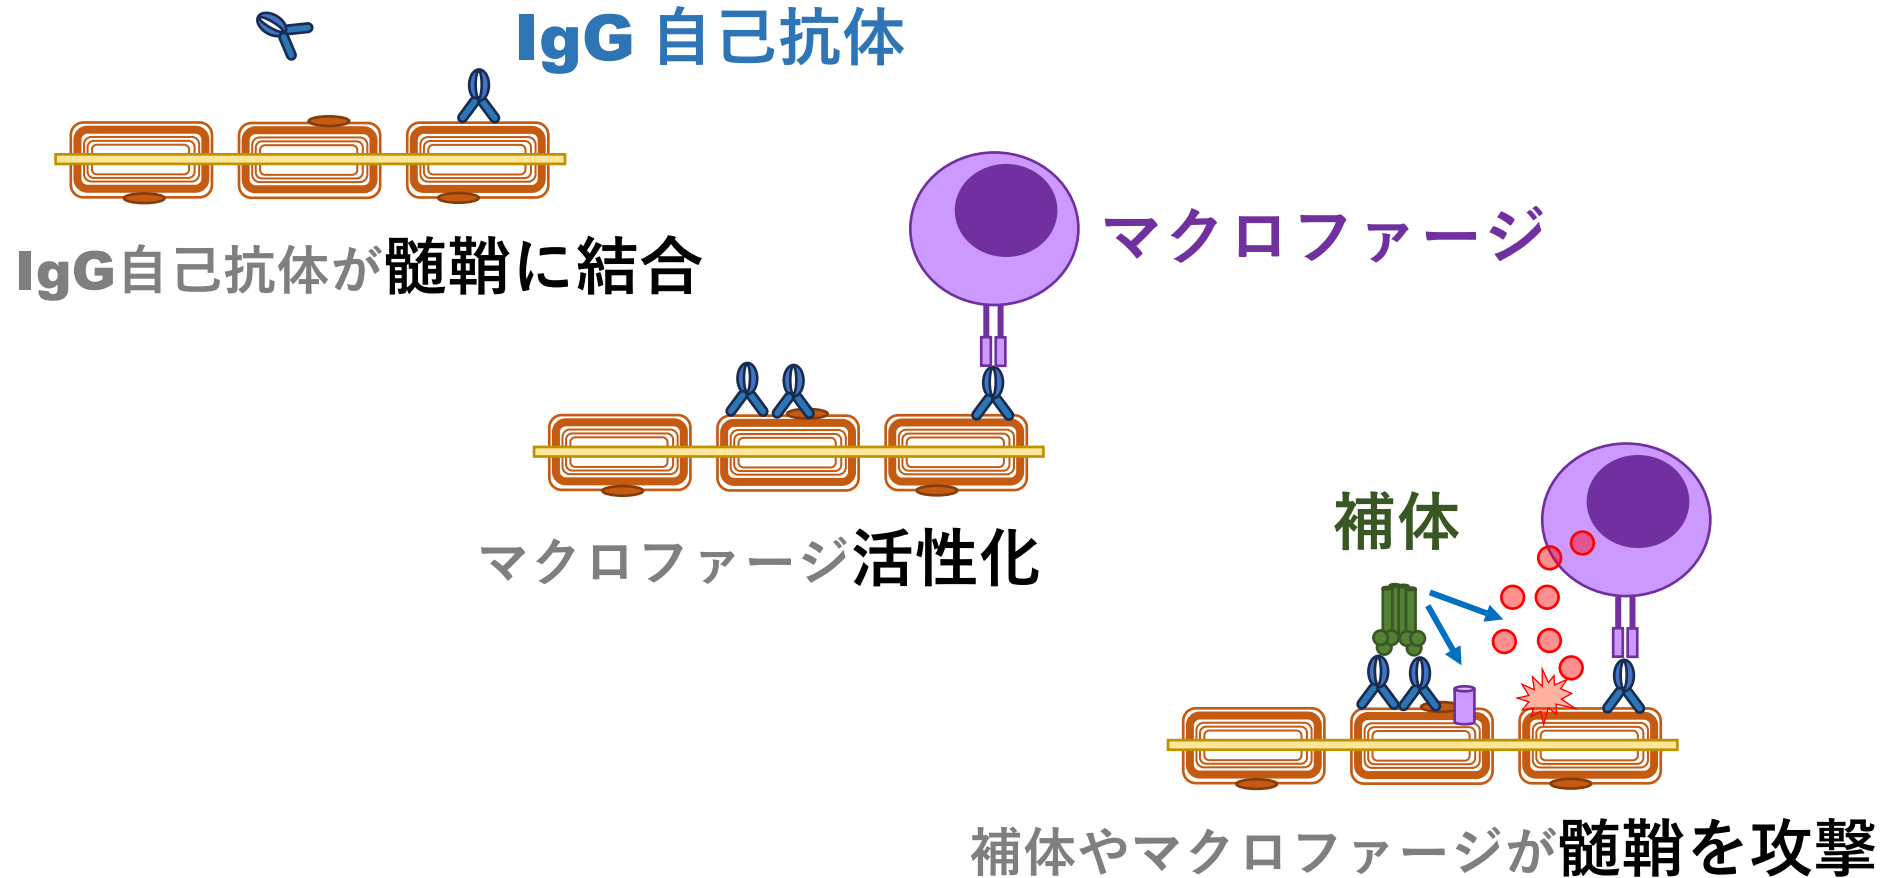 IgG 自己抗体
IgG自己抗体が髄鞘に結合
マクロファージ
マクロファージ活性化
補体
補体やマクロファージが髄鞘を攻撃